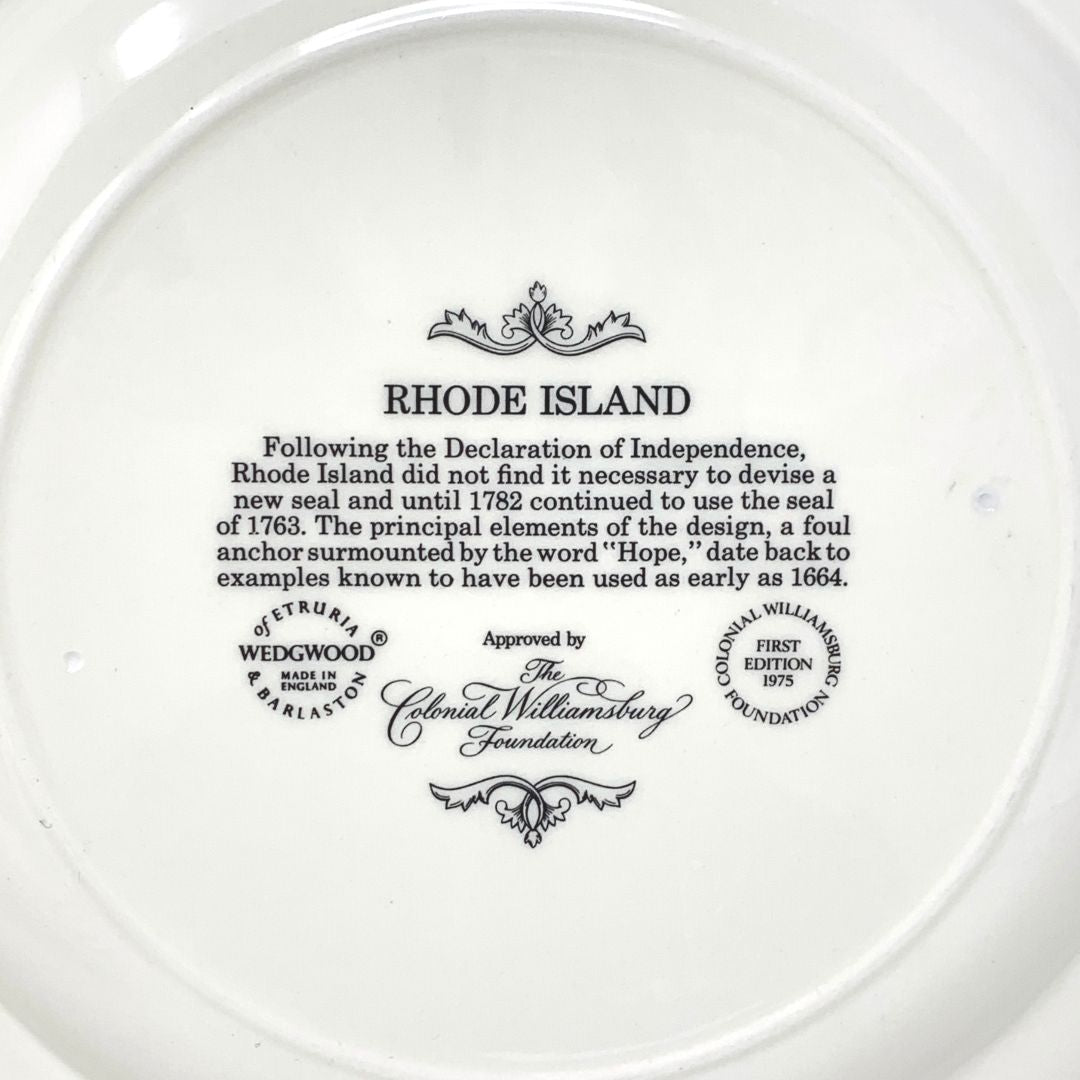 RHODE ISLAND
Following the Declaration of Independence,
Rhode Island did not find it necessary to devise a
new seal and until 1782 continued to use the seal
of 1763. The principal elements of the design, a foul
anchor surmounted by the word "Hope," date back to
examples known to have been used as early as 1664.
of ETRURIA
WEDGWOOD®
MADE IN
ENGLAND
& BARLASTON
Approved by
The
Colonial Williamsburg
Foundation
COLONIAL WILLIAMSBURG
FIRST
EDITION
1975
FOUNDATION